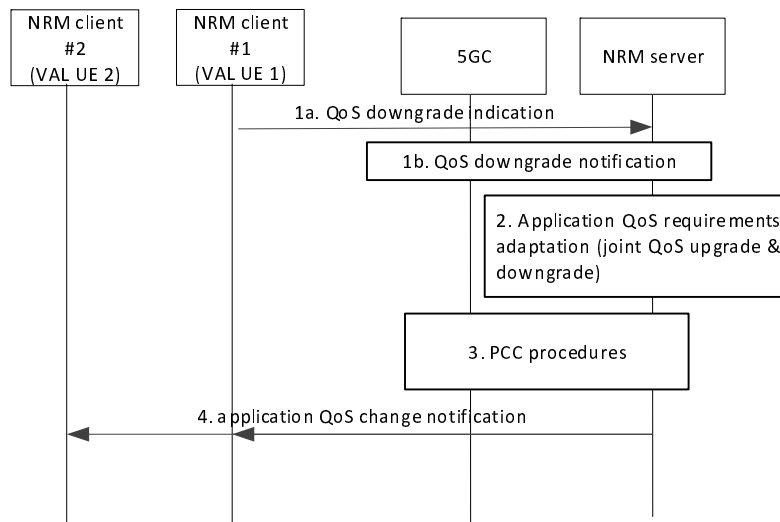 NRM client
#2
(VAL UE 2)
NRM client
#1
(VAL UE 1)
5GC
NRM server
1a. QoS downgrade indication
1b. QoS downgrade notification
2. Application QoS requirements
adaptation (joint QoS upgrade &
downgrade)
3. PCC procedures
4. application QoS change notification